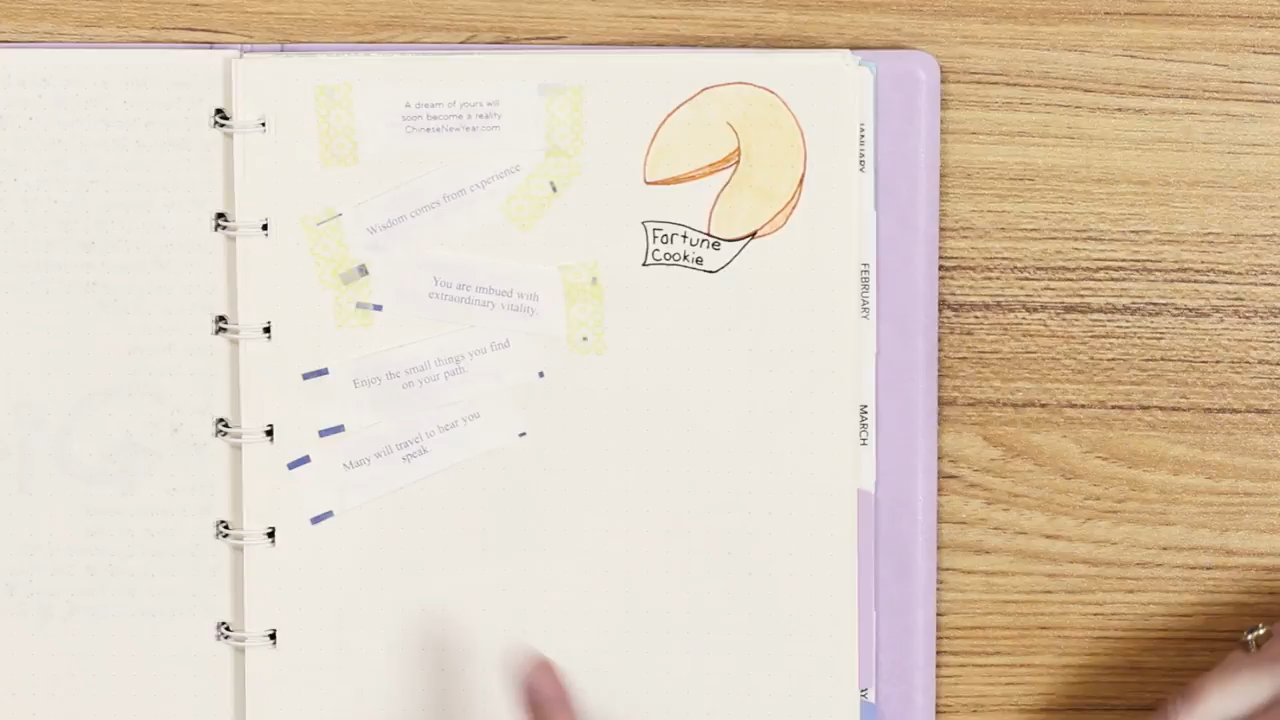 A dream of yours will
soon become a reality
ChineseNewYear.com
Wisdom comes from experience
You are imbued with
extraordinary vitality.
Enjoy the small things you find
on your path.
Many will travel to hear you
speak
Fortune
Cookie
JANUARY
FEBRUARY
MARCH